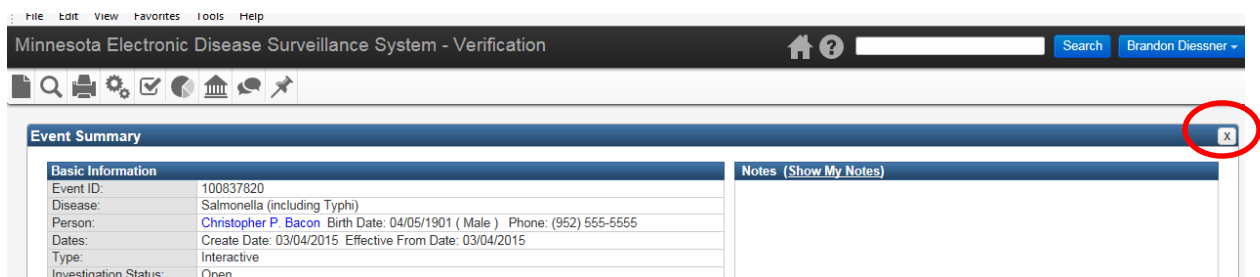 File Edit View Favorites Tools Help
Minnesota Electronic Disease Surveillance System - Verification
Search
Brandon Diessner
Event Summary
X
Basic Information
Event ID: 100837820
Disease: Salmonella (including Typhi)
Person: Christopher P. Bacon Birth Date: 04/05/1901 ( Male ) Phone: (952) 555-5555
Dates: Create Date: 03/04/2015 Effective From Date: 03/04/2015
Type: Interactive
Investigation Status: Open
Notes (Show My Notes)